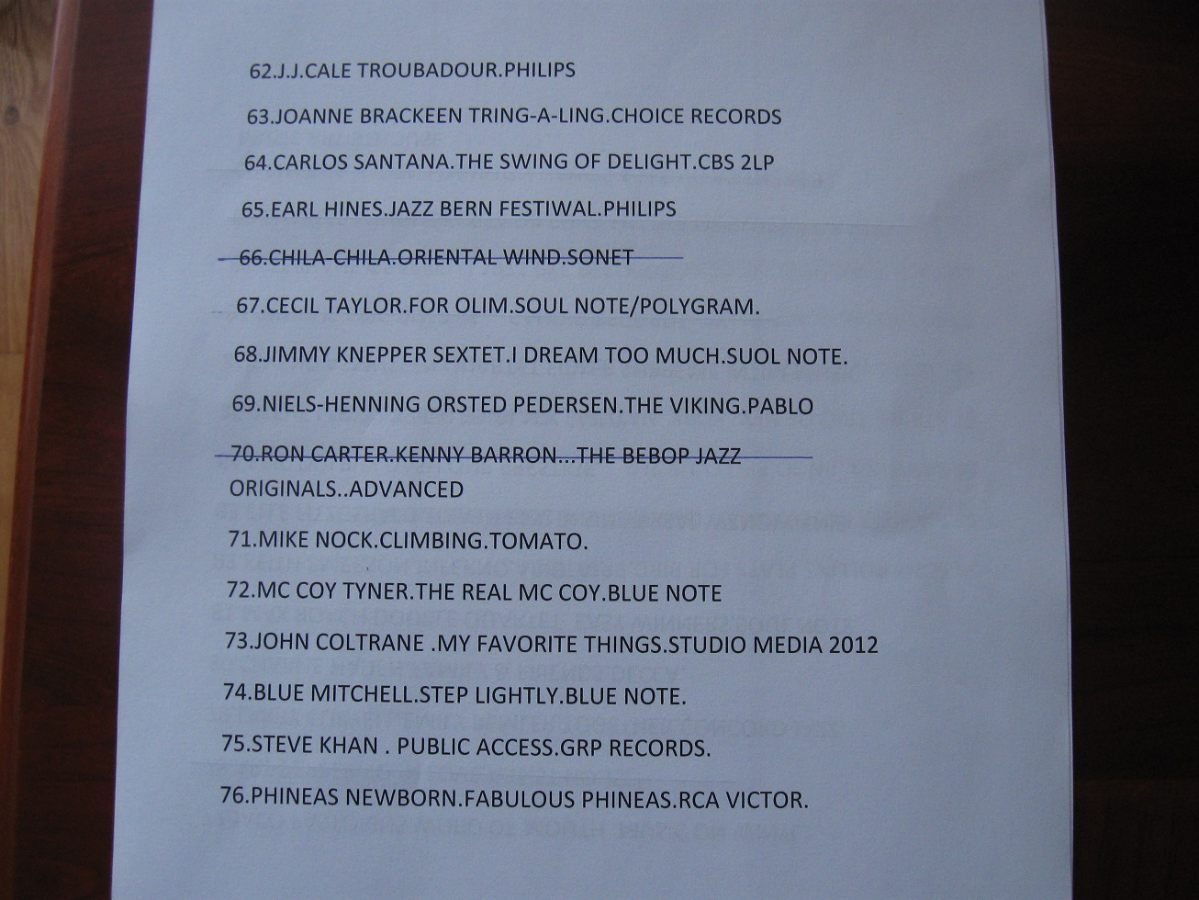 62.J.J.CALE TROUBADOUR.PHILIPS
63.JOANNE BRACKEEN TRING-A-LING.CHOICE RECORDS
64.CARLOS SANTANA.THE SWING OF DELIGHT.CBS 2LP
65.EARL HINES.JAZZ BERN FESTIWAL.PHILIPS
66.CHILA-CHILA.ORIENTAL WIND.SONET
67.CECIL TAYLOR.FOR OLIM.SOUL NOTE/POLYGRAM.
68.JIMMY KNEPPER SEXTET.I DREAM TOO MUCH.SUOL NOTE.
69.NIELS-HENNING ORSTED PEDERSEN.THE VIKING.PABLO
70.RON CARTER.KENNY BARRON...THE BEBOP JAZZ
ORIGINALS..ADVANCED
71.MIKE NOCK.CLIMBING.TOMATO.
72.MC COY TYNER.THE REAL MC COY.BLUE NOTE
73.JOHN COLTRANE .MY FAVORITE THINGS.STUDIO MEDIA 2012
74.BLUE MITCHELL.STEP LIGHTLY.BLUE NOTE.
75.STEVE KHAN . PUBLIC ACCESS.GRP RECORDS.
76.PHINEAS NEWBORN.FABULOUS PHINEAS.RCA VICTOR.